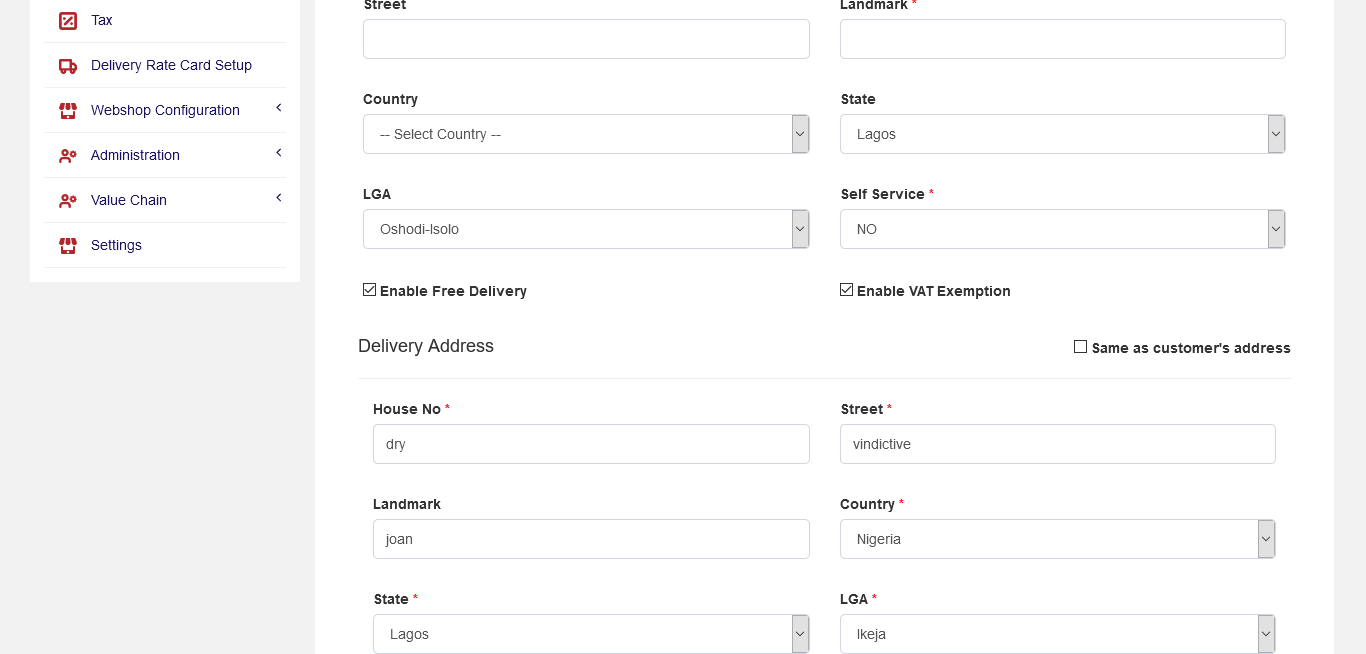 Tax
Delivery Rate Card Setup
Webshop Configuration
Administration
Value Chain
Settings
Street Landmark *
Country State
-- Select Country -- Lagos
LGA Self Service *
Oshodi-Isolo NO
Enable Free Delivery Enable VAT Exemption
Delivery Address Same as customer's address
House No * Street *
dry vindictive
Landmark Country *
joan Nigeria
State * LGA *
Lagos Ikeja